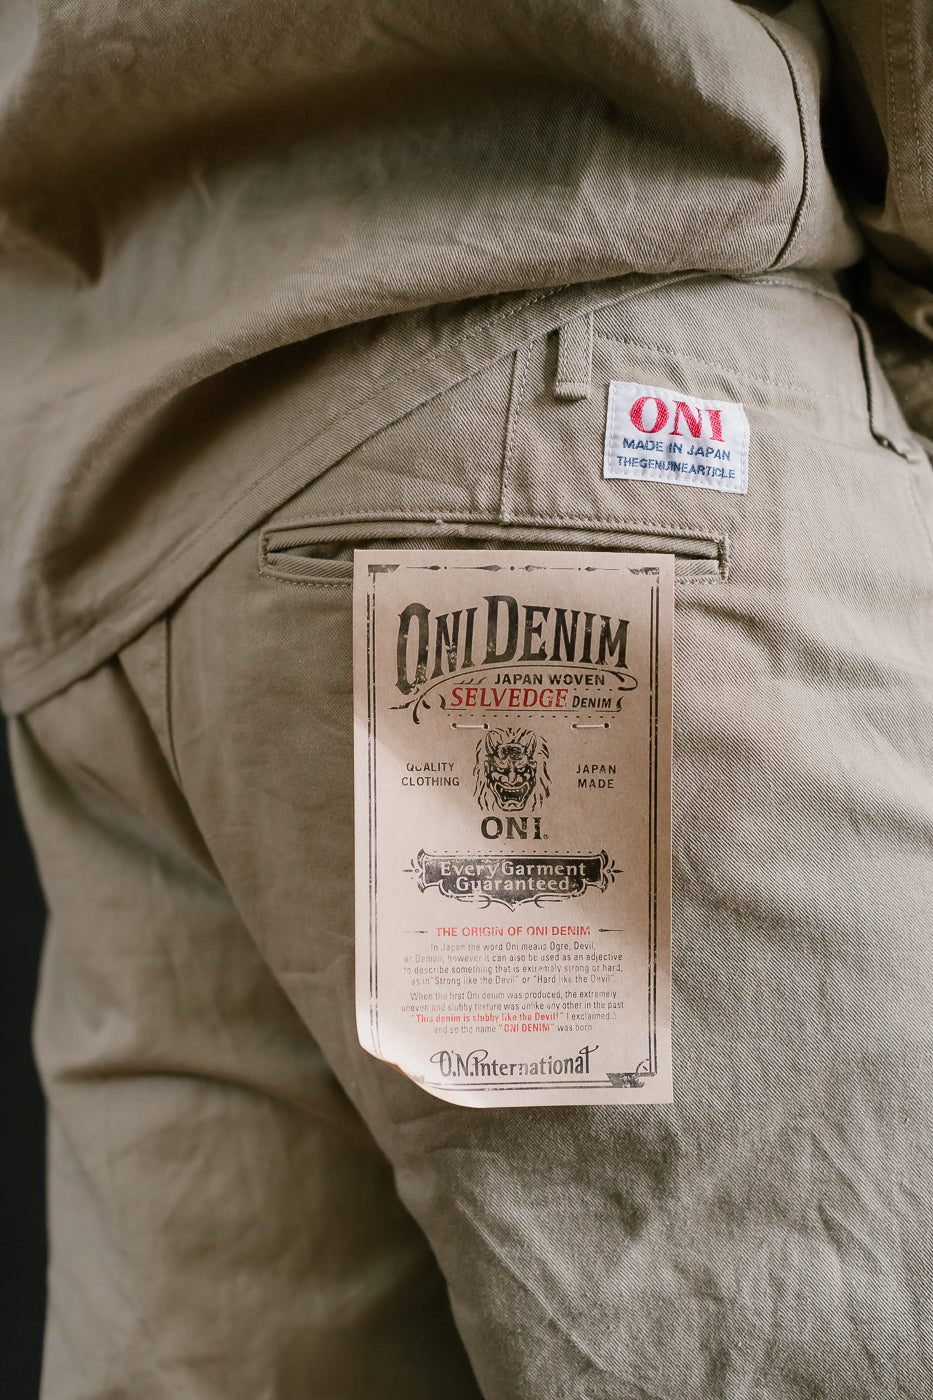 ONI
MADE IN JAPAN
THEGENUINEARTICLE
ONI DENIM
JAPAN WOVEN
SELVEDGE DENIM
QUALITY
CLOTHING
JAPAN
MADE
ONI®
Every Garment
Guaranteed
THE ORIGIN OF ONI DENIM
In Japan the word Oni means Ogre, Devil,
or Demon, however it can also be used as an adjective
to describe something that is extremely strong or hard,
as in "Strong like the Devil" or "Hard like the Devil".
When the first Oni denim was produced, the extremely
uneven and slubby texture was unlike any other in the past.
"This denim is slubby like the Devil!" I exclaimed..
and so the name "ONI DENIM" was born.
O.N.International